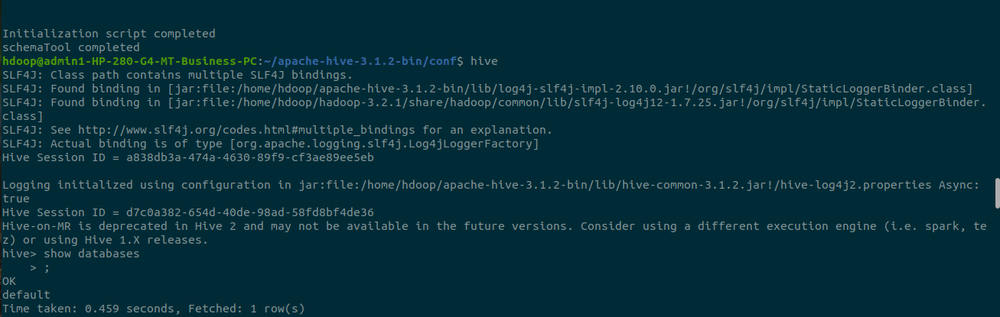 Initialization script completed
schemaTool completed
hdoop@admin1-HP-280-G4-MT-Business-PC:~/apache-hive-3.1.2-bin/conf$ hive
SLF4J: Class path contains multiple SLF4J bindings.
SLF4J: Found binding in [jar:file:/home/hdoop/apache-hive-3.1.2-bin/lib/log4j-slf4j-impl-2.10.0.jar!/org/slf4j/impl/StaticLoggerBinder.class]
SLF4J: Found binding in [jar:file:/home/hdoop/hadoop-3.2.1/share/hadoop/common/lib/slf4j-log4j12-1.7.25.jar!/org/slf4j/impl/StaticLoggerBinder.
class]
SLF4J: See http://www.slf4j.org/codes.html#multiple_bindings for an explanation.
SLF4J: Actual binding is of type [org.apache.logging.slf4j.Log4jLoggerFactory]
Hive Session ID = a838db3a-474a-4630-89f9-cf3ae89ee5eb
Logging initialized using configuration in jar:file:/home/hdoop/apache-hive-3.1.2-bin/lib/hive-common-3.1.2.jar!/hive-log4j2.properties Async:
true
Hive Session ID = d7c0a382-654d-40de-98ad-58fd8bf4de36
Hive-on-MR is deprecated in Hive 2 and may not be available in the future versions. Consider using a different execution engine (i.e. spark, te
z) or using Hive 1.X releases.
hive> show databases
    > ;
OK
default
Time taken: 0.459 seconds, Fetched: 1 row(s)